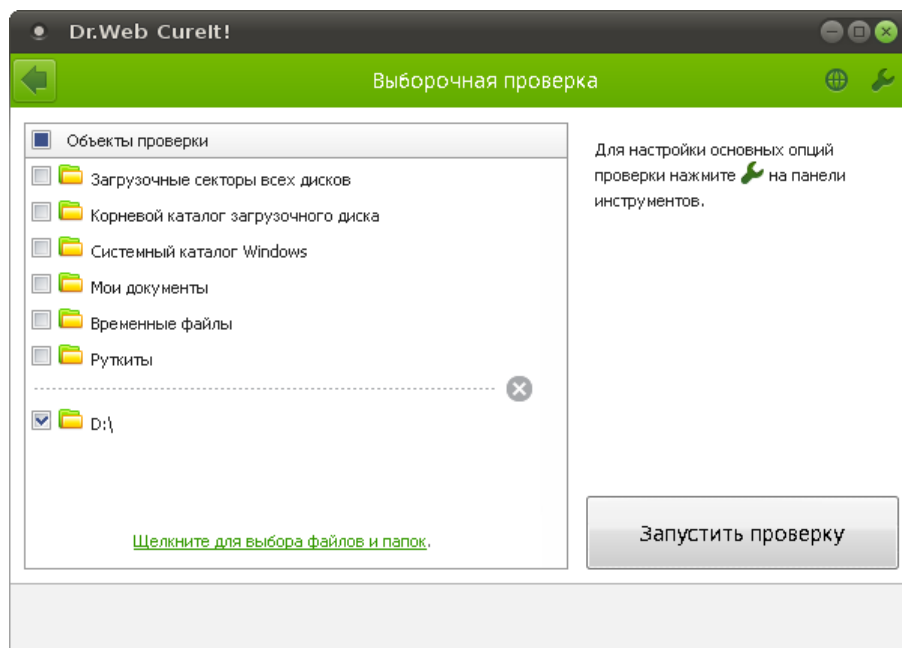 Dr.Web CureIt!
Выборочная проверка
Объекты проверки
Загрузочные секторы всех дисков
Корневой каталог загрузочного диска
Системный каталог Windows
Мои документы
Временные файлы
Руткиты
D:\
Щелкните для выбора файлов и папок.
Для настройки основных опций
проверки нажмите на панели
инструментов.
Запустить проверку